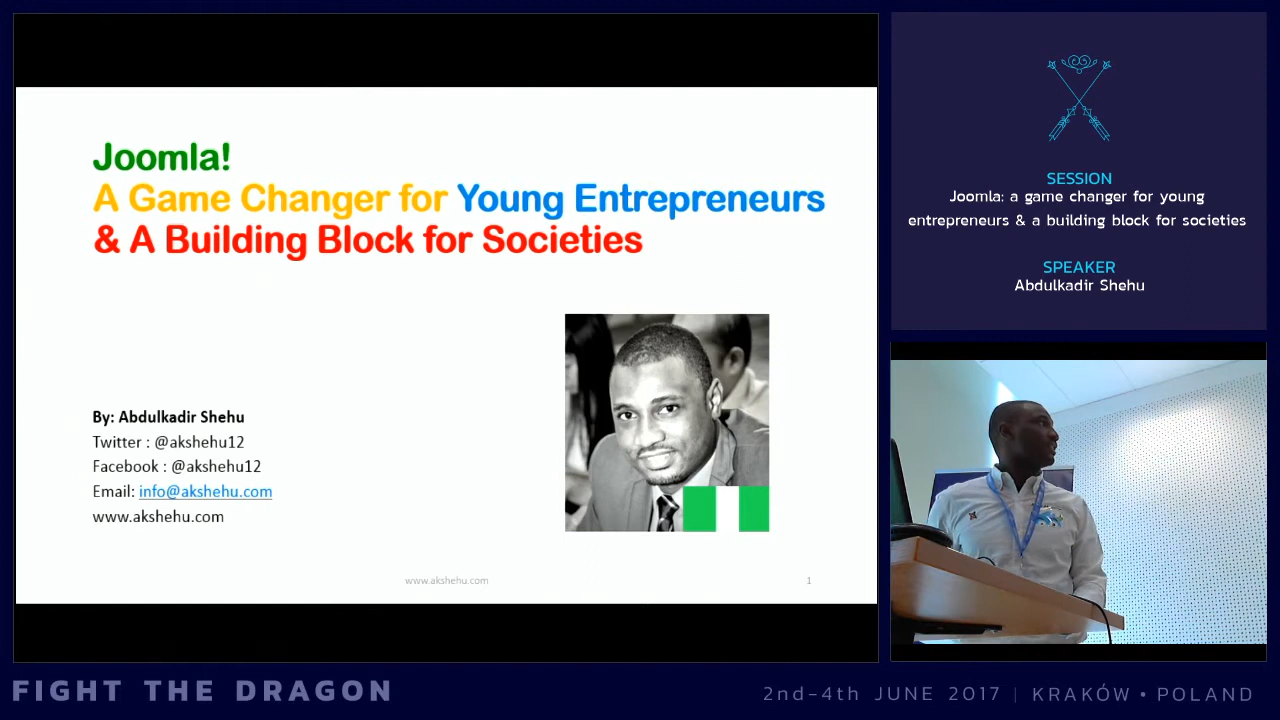 Joomla!
A Game Changer for Young Entrepreneurs
& A Building Block for Societies
By: Abdulkadir Shehu
Twitter : @akshehu12
Facebook : @akshehu12
Email: info@akshehu.com
www.akshehu.com
www.akshehu.com
1
SESSION
Joomla: a game changer for young
entrepreneurs & a building block for societies
SPEAKER
Abdulkadir Shehu
FIGHT THE DRAGON
2nd-4th JUNE 2017 | KRAKÓW • POLAND